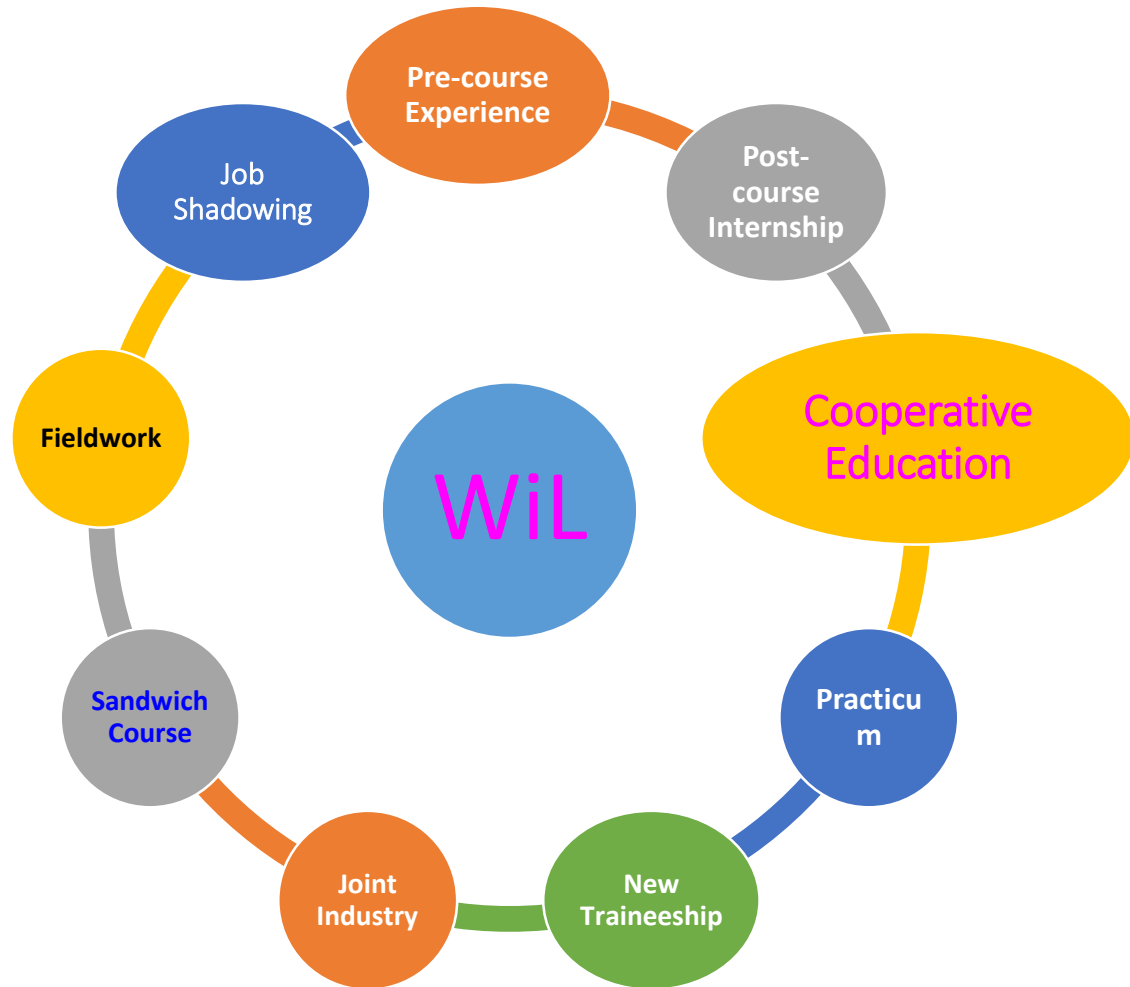 Pre-course
Experience
Post-
course
Internship
Job
Shadowing
Cooperative
Education
Fieldwork
WiL
Sandwich
Course
Practicu
m
Joint
Industry
New
Traineeship